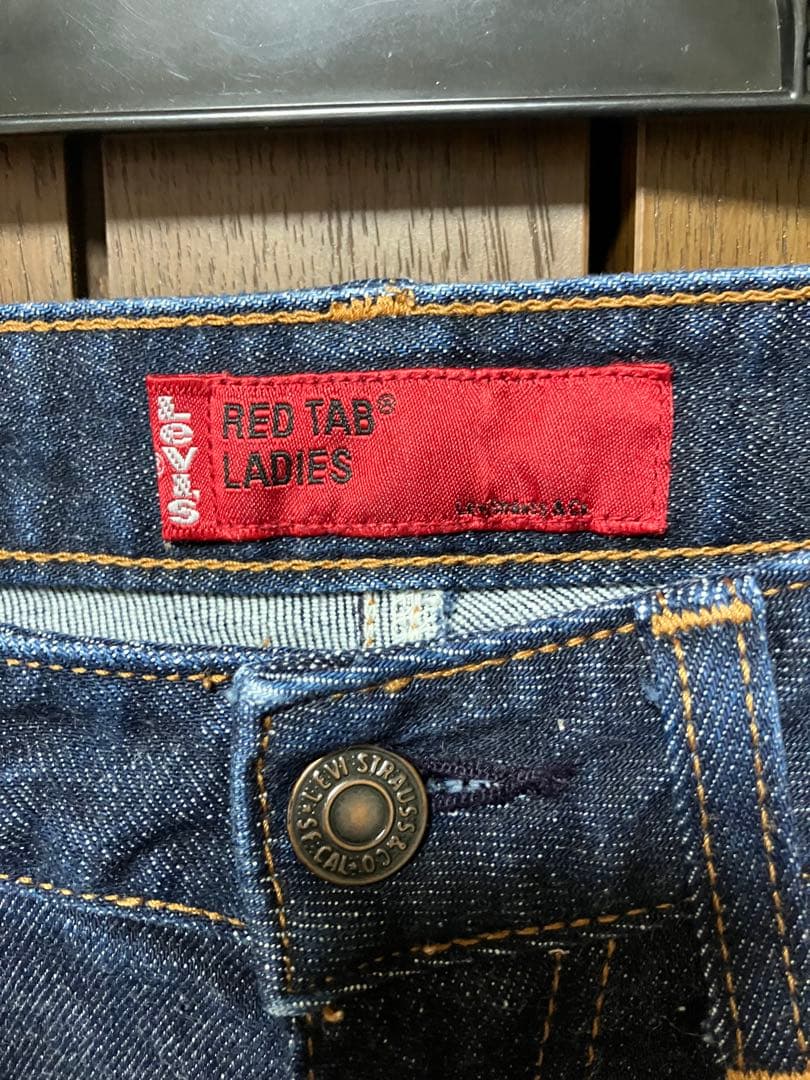 LEVI'S
RED TAB®
LADIES
Levi Strauss & Co
LEVI STRAUSS & CO
S.F. CAL